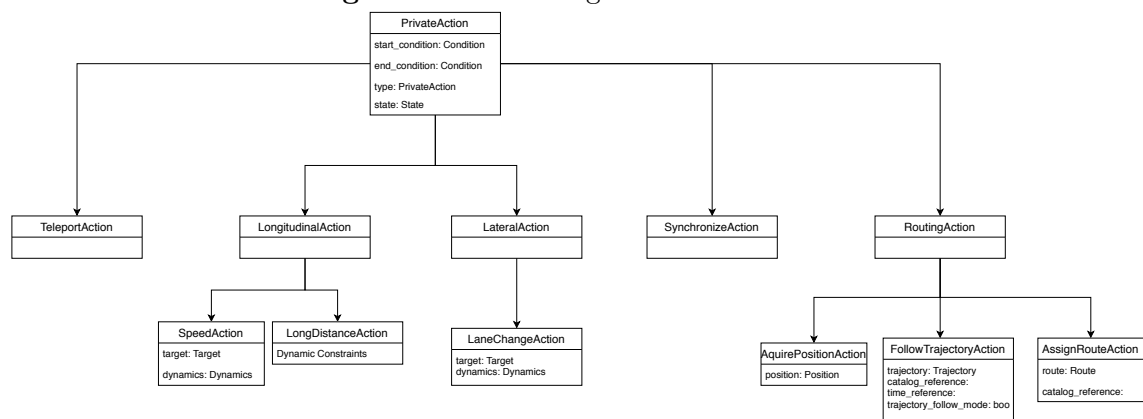 PrivateAction
start_condition: Condition
end_condition: Condition
type: PrivateAction
state: State
TeleportAction
LongitudinalAction
LateralAction
SynchronizeAction
RoutingAction
SpeedAction
target: Target
dynamics: Dynamics
LongDistanceAction
Dynamic Constraints
LaneChangeAction
target: Target
dynamics: Dynamics
AquirePositionAction
position: Position
FollowTrajectoryAction
trajectory: Trajectory
catalog_reference:
time_reference:
trajectory_follow_mode: boo
AssignRouteAction
route: Route
catalog_reference: